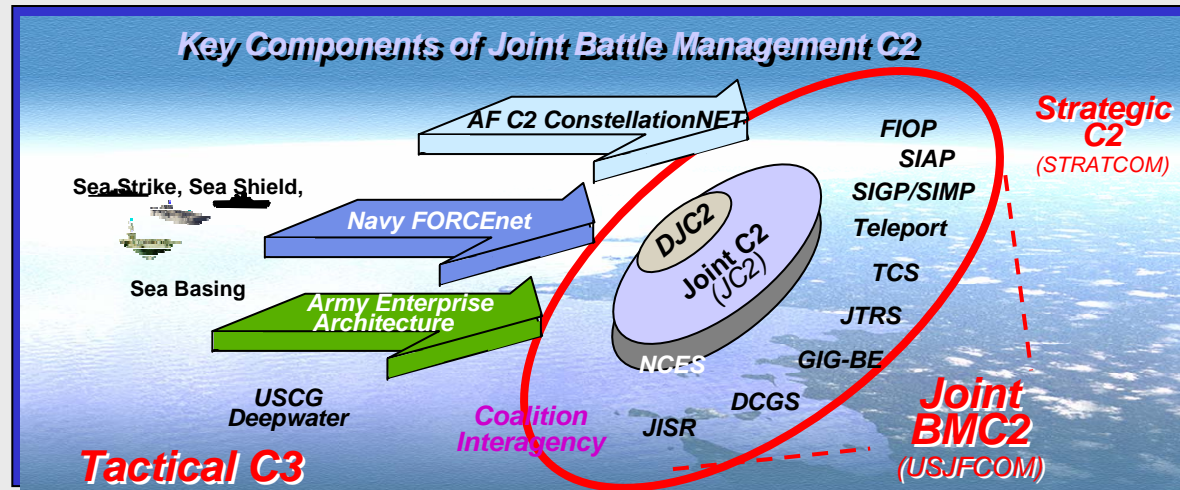 Key Components of Joint Battle Management C2
AF C2 ConstellationNET
Sea Strike, Sea Shield,
Navy FORCEnet
Sea Basing
Army Enterprise
Architecture
USCG
Deepwater
Tactical C3
Coalition
Interagency
DJC2
Joint C2
(JC2)
NCES
FIOP
SIAP
SIGP/SIMP
Teleport
TCS
JTRS
GIG-BE
DCGS
JISR
Strategic
C2
(STRATCOM)
Joint
BMC2
(USJFCOM)